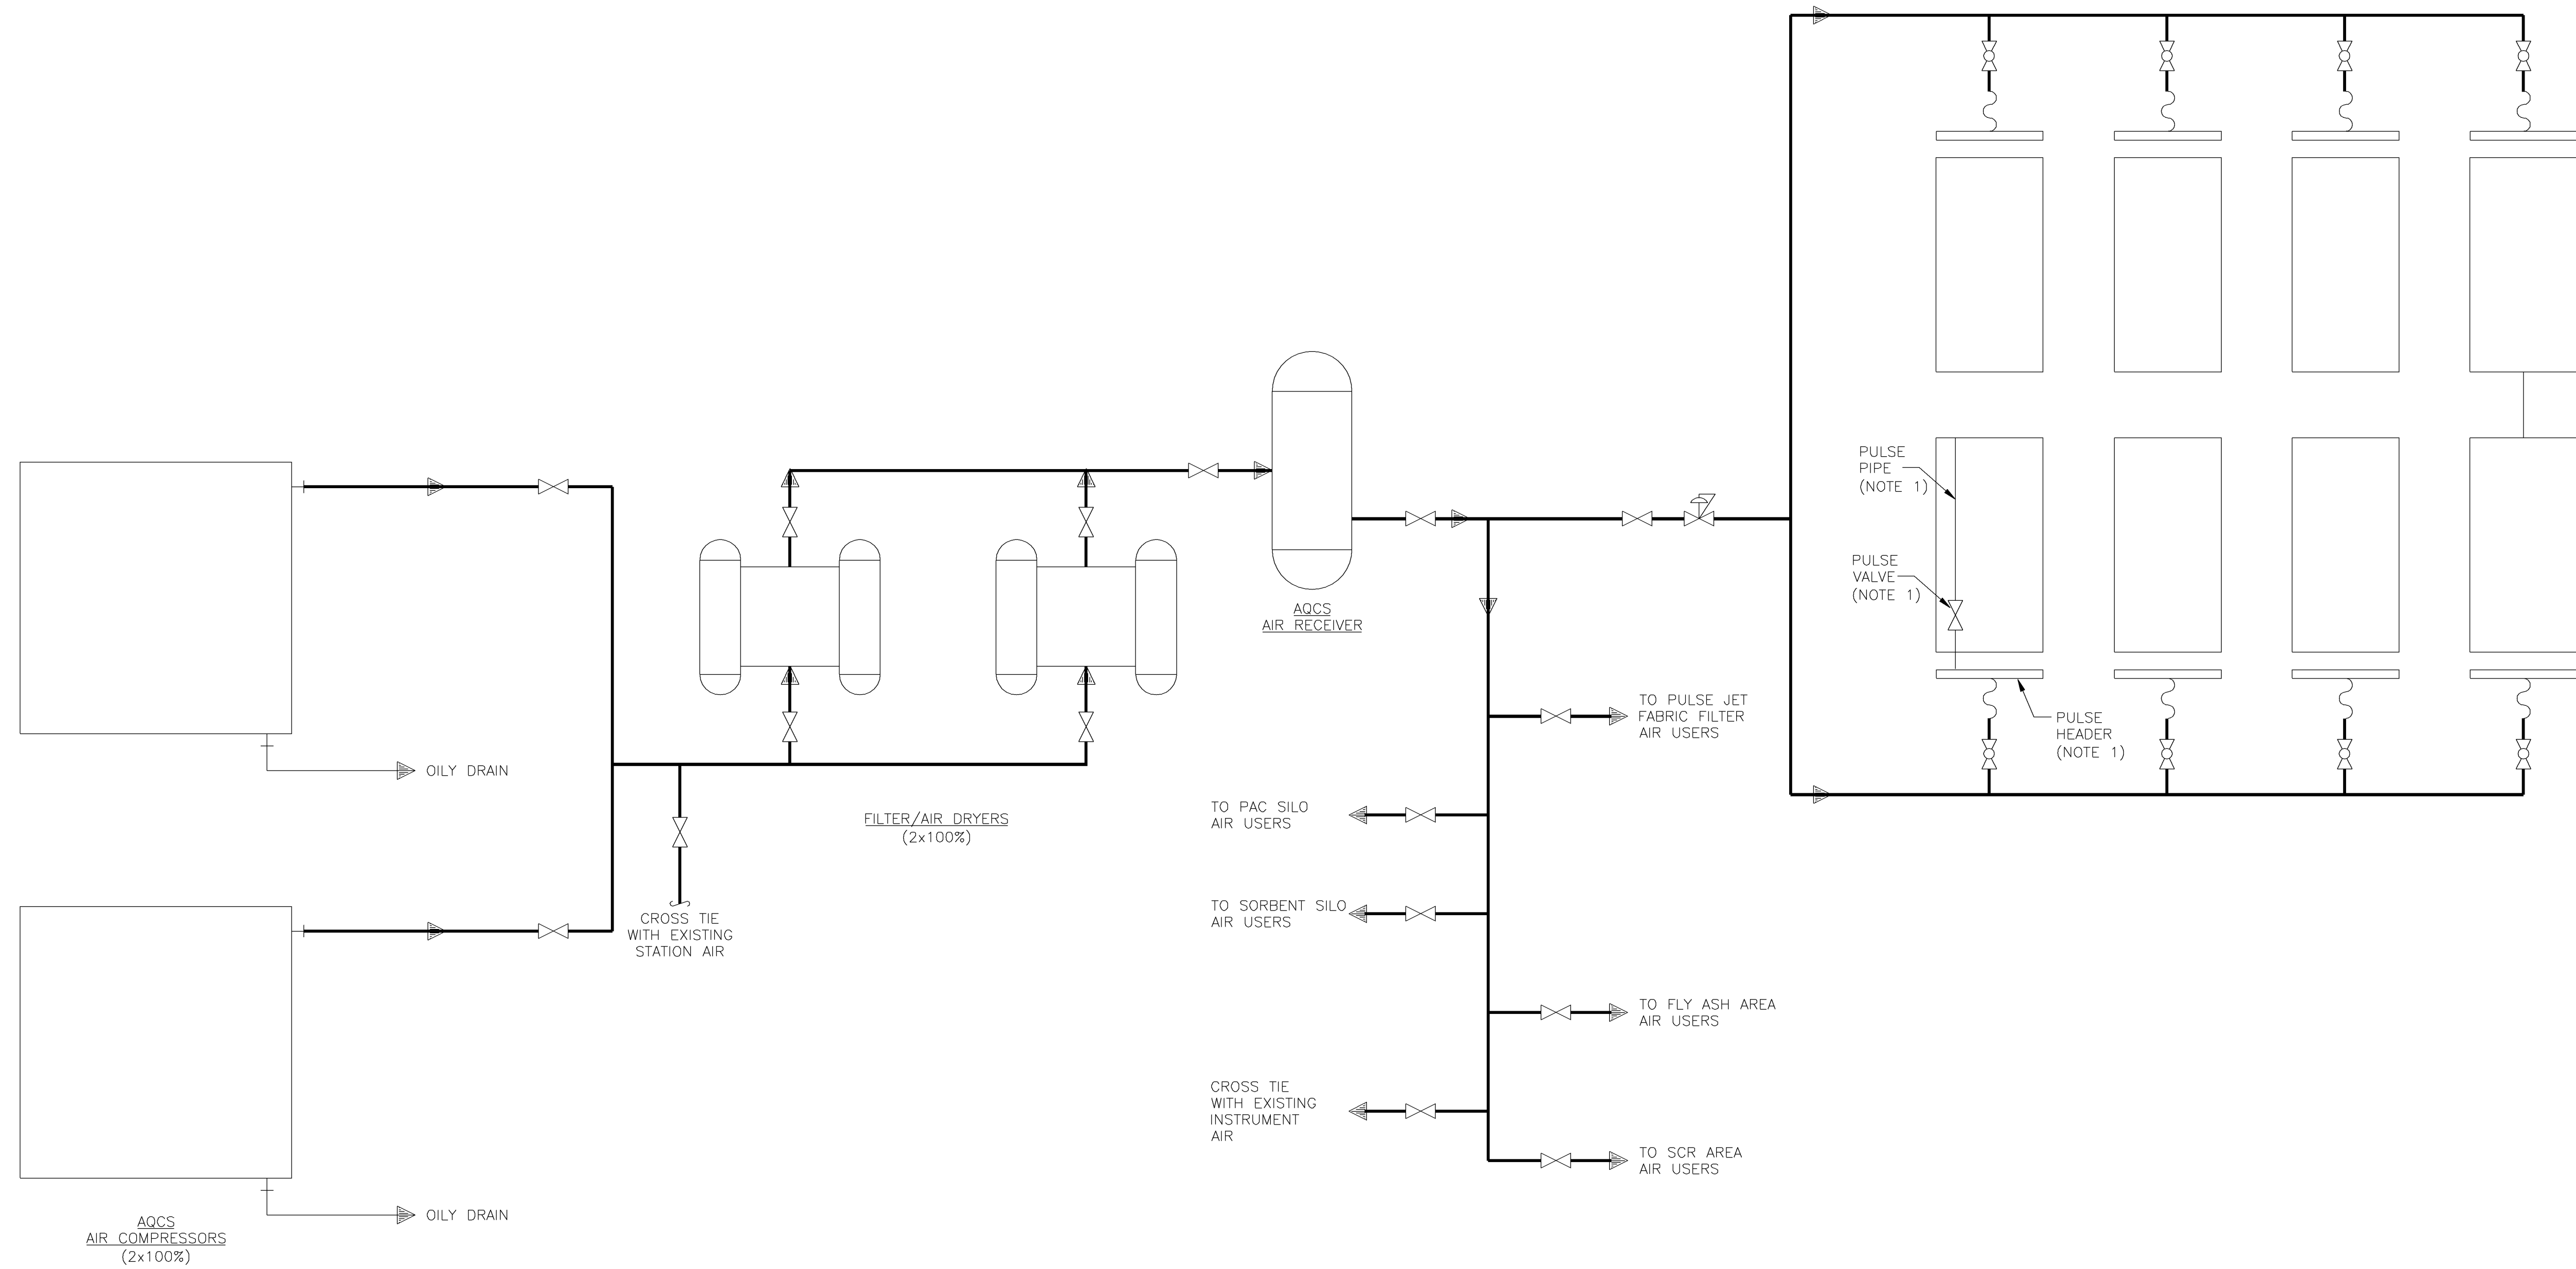 PULSE
PIPE
(NOTE 1)
PULSE
VALVE
(NOTE 1)
PULSE
HEADER
(NOTE 1)
AQCS
AIR RECEIVER
TO PULSE JET
FABRIC FILTER
AIR USERS
OILY DRAIN
FILTER/AIR DRYERS
(2x100%)
TO PAC SILO
AIR USERS
CROSS TIE
WITH EXISTING
STATION AIR
TO SORBENT SILO
AIR USERS
TO FLY ASH AREA
AIR USERS
CROSS TIE
WITH EXISTING
INSTRUMENT
AIR
TO SCR AREA
AIR USERS
OILY DRAIN
AQCS
AIR COMPRESSORS
(2x100%)